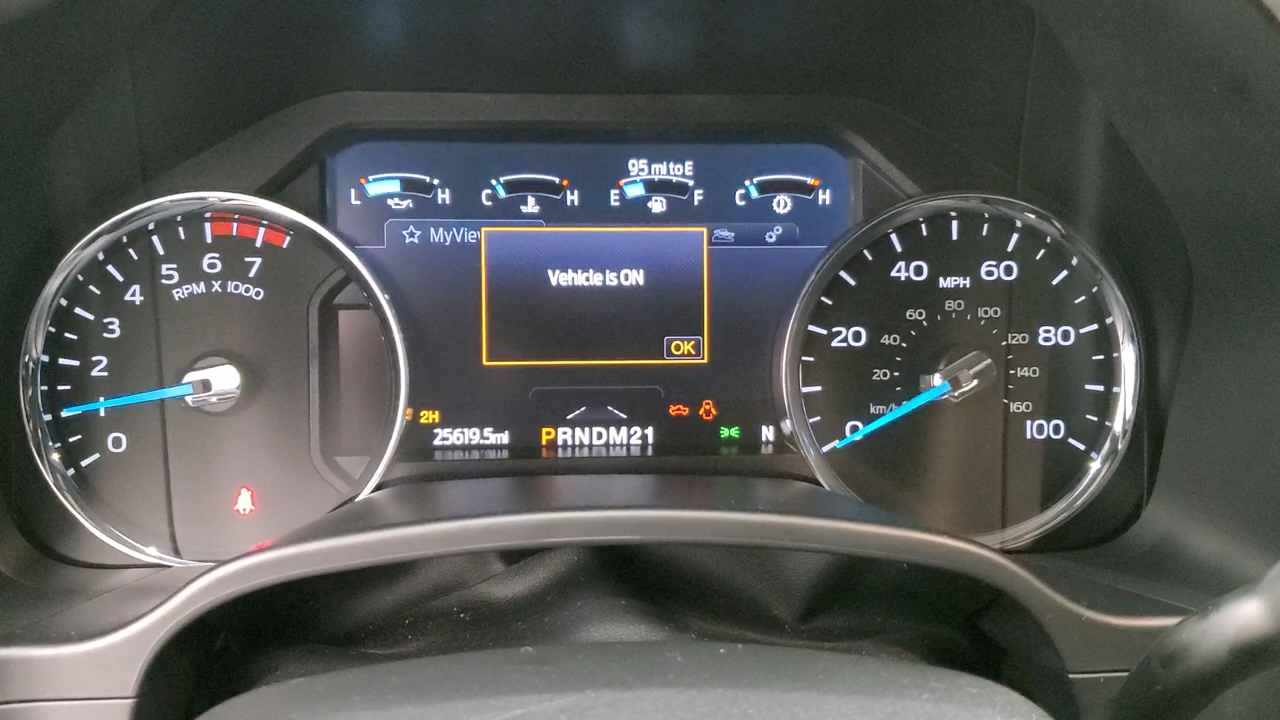 95 mi to E
L H C H E F C H
MyView
Vehicle is ON
OK
2H
25619.5mi
PRNDM21
N
0 1 2 3 4 5 6 7
RPM X 1000
0 20 40 60 80 100
MPH
20 40 60 80 100 120 140 160
km/h